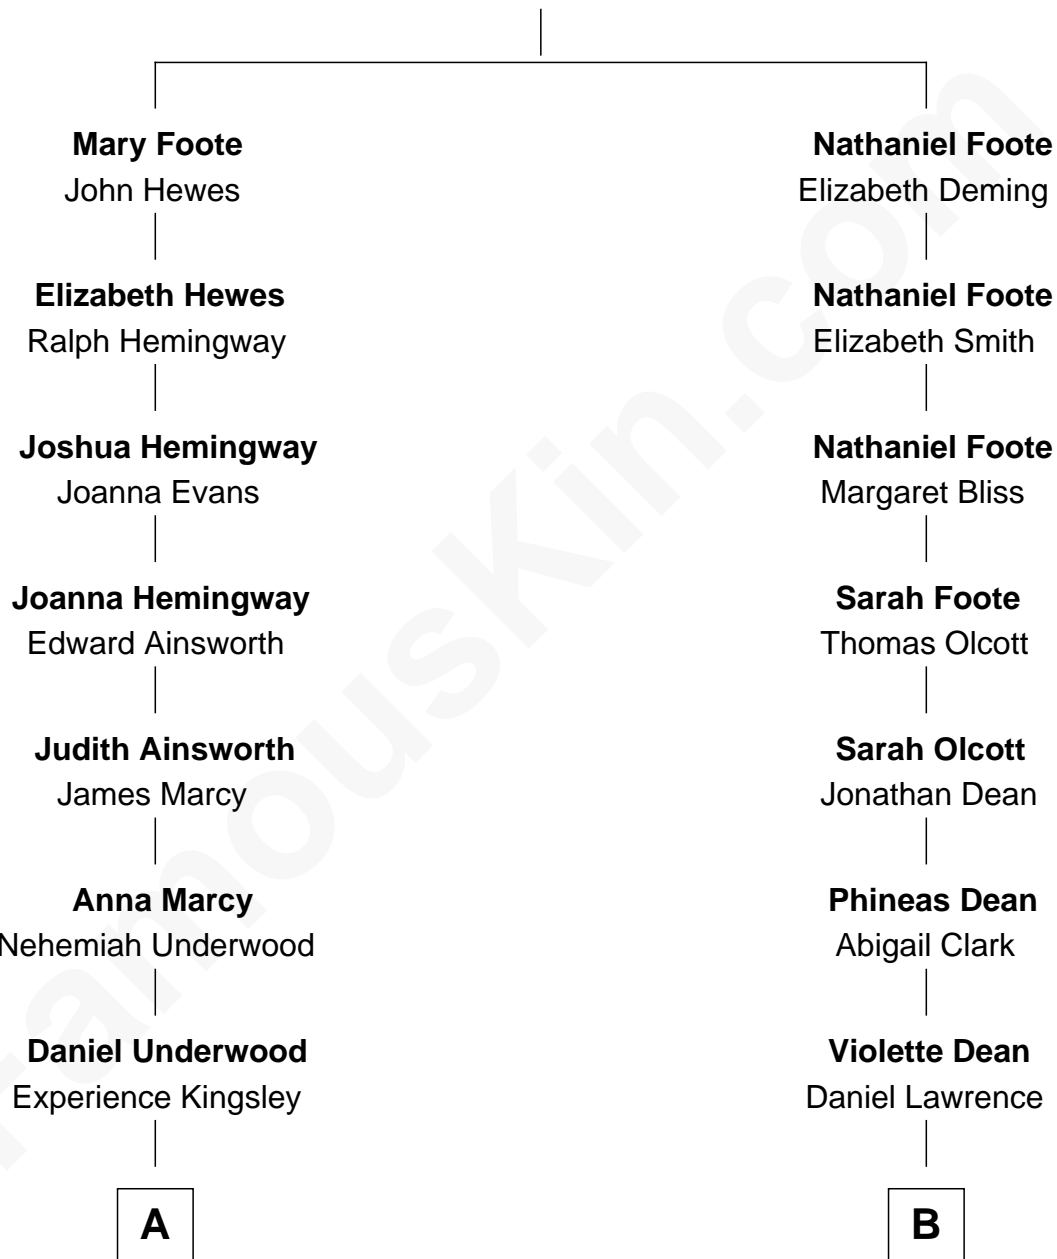 Mary Foote
John Hewes
Elizabeth Hewes
Ralph Hemingway
Joshua Hemingway
Joanna Evans
Joanna Hemingway
Edward Ainsworth
Judith Ainsworth
James Marcy
Anna Marcy
Nehemiah Underwood
Daniel Underwood
Experience Kingsley
A
Nathaniel Foote
Elizabeth Deming
Nathaniel Foote
Elizabeth Smith
Nathaniel Foote
Margaret Bliss
Sarah Foote
Thomas Olcott
Sarah Olcott
Jonathan Dean
Phineas Dean
Abigail Clark
Violette Dean
Daniel Lawrence
B
FamousKin.com